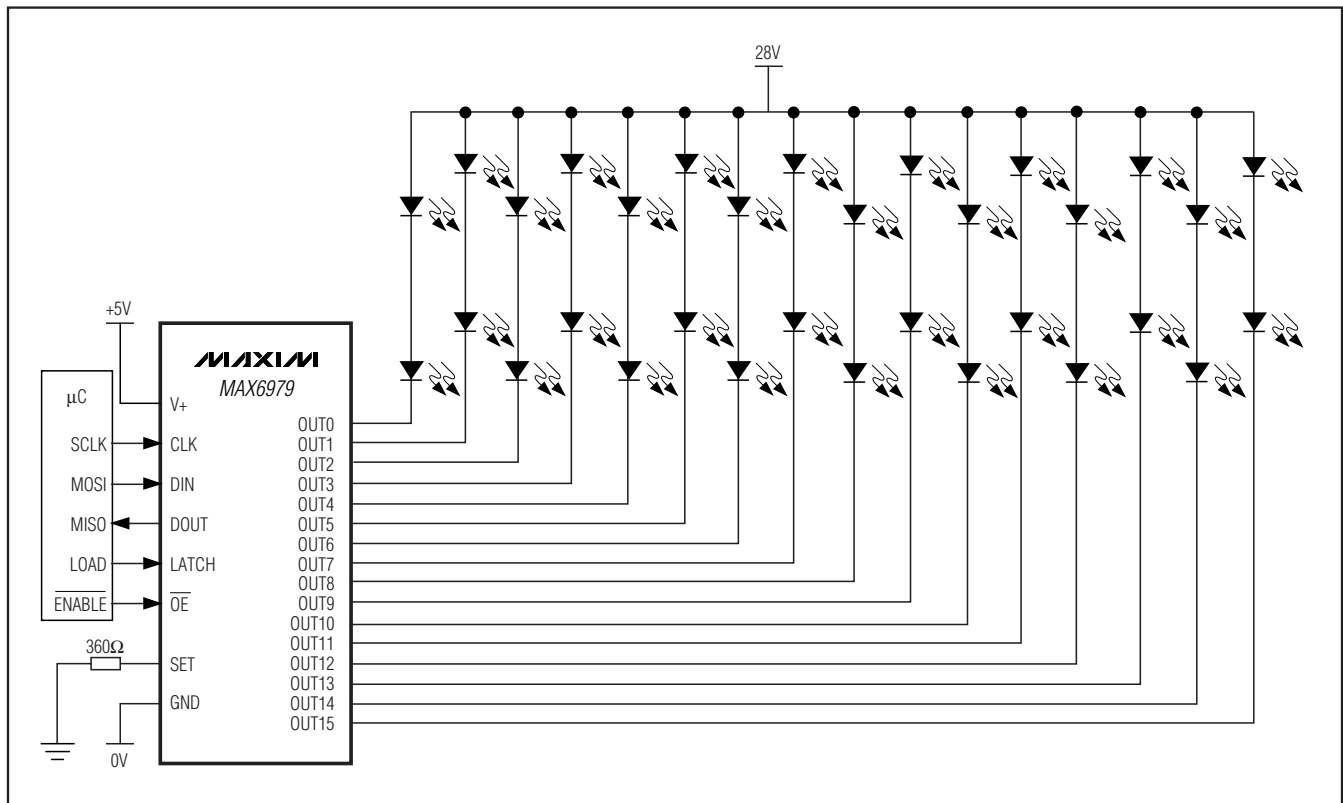 28V
+5V
μC
SCLK
MOSI
MISO
LOAD
ENABLE
360Ω
0V
MAXIM
MAX6979
V+
CLK
DIN
DOUT
LATCH
OE
SET
GND
OUT0
OUT1
OUT2
OUT3
OUT4
OUT5
OUT6
OUT7
OUT8
OUT9
OUT10
OUT11
OUT12
OUT13
OUT14
OUT15